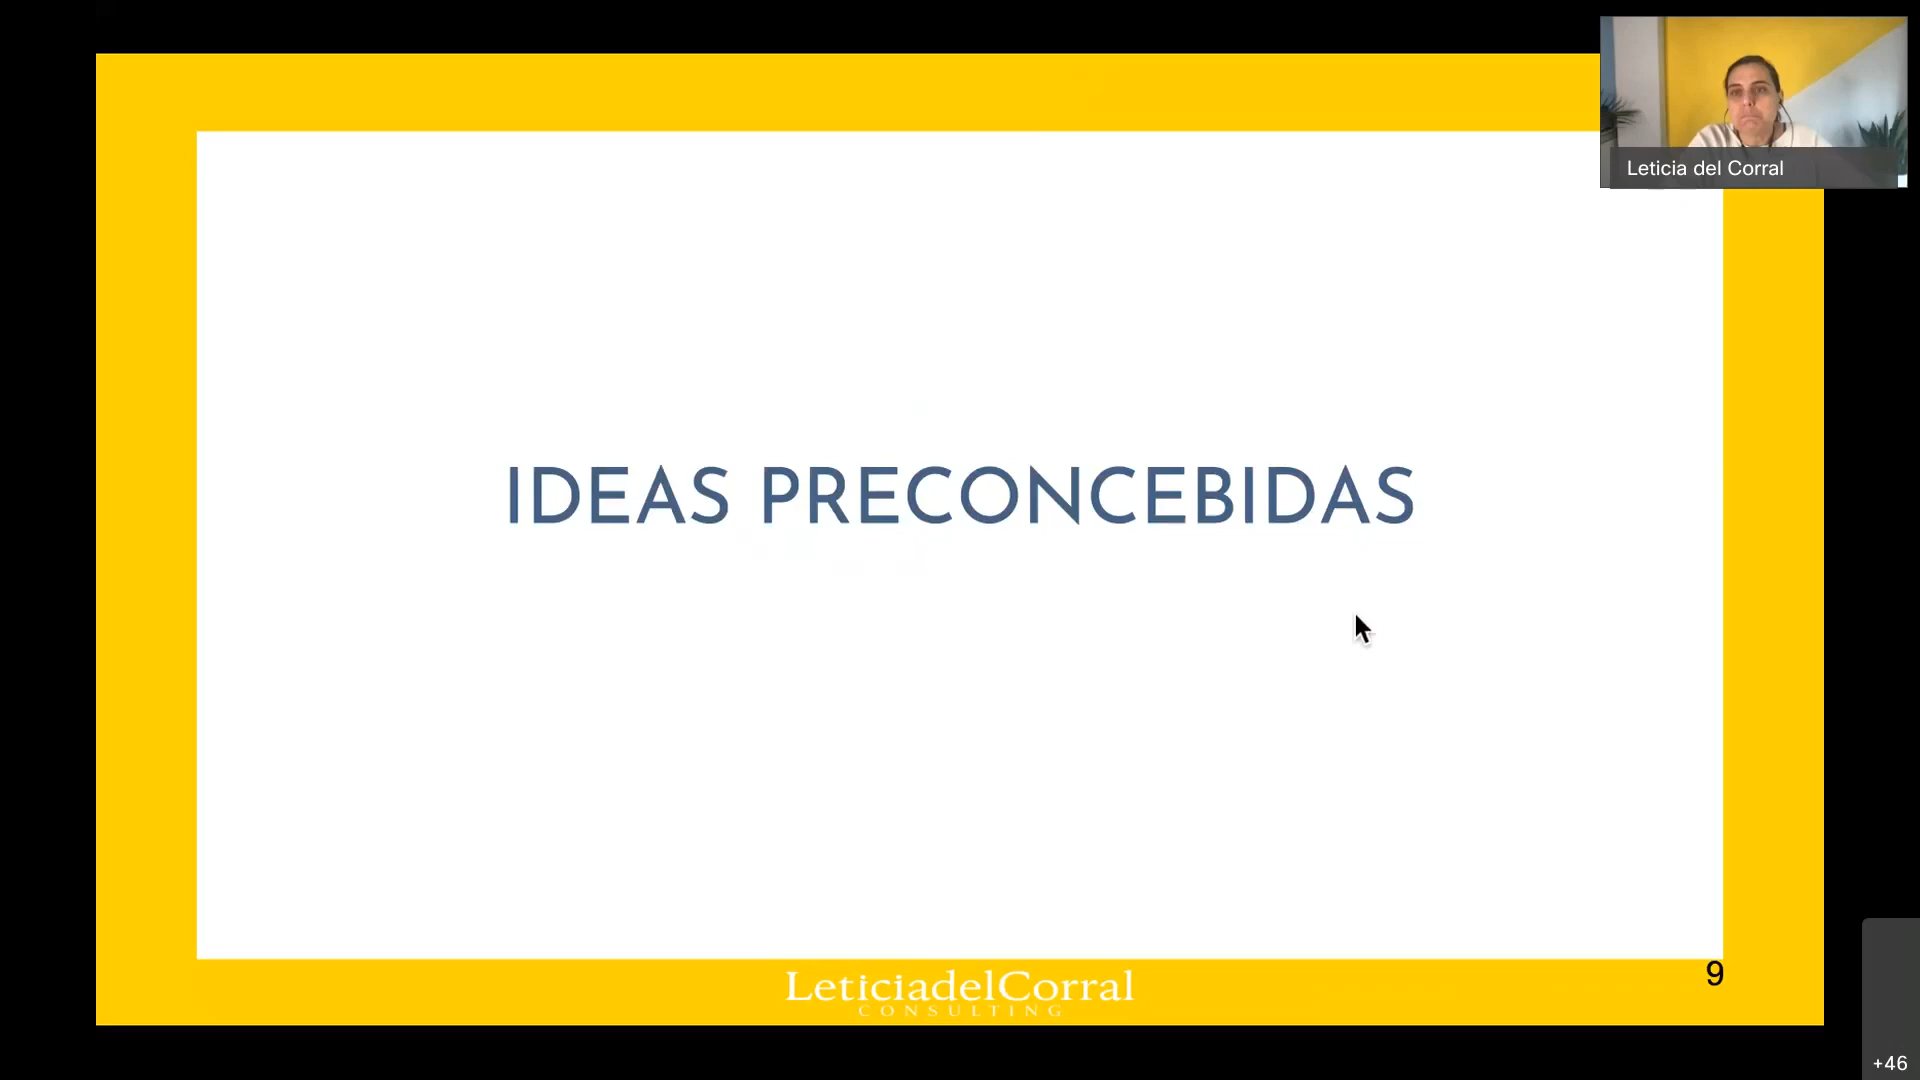 Leticia del Corral
IDEAS PRECONCEBIDAS
LeticiadelCorral
CONSULTING
9
+46